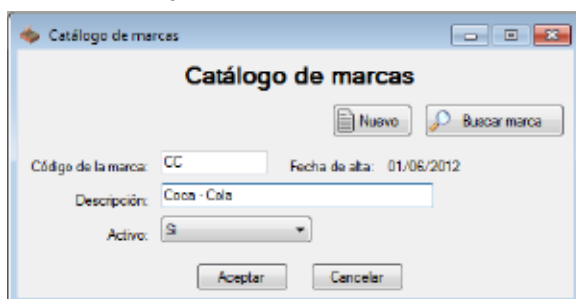 Catálogo de marcas
Catálogo de marcas
Nuevo Buscar marca
Código de la marca: CC Fecha de alta: 01/06/2012
Descripción: Coca - Cola
Activo: Si
Aceptar Cancelar